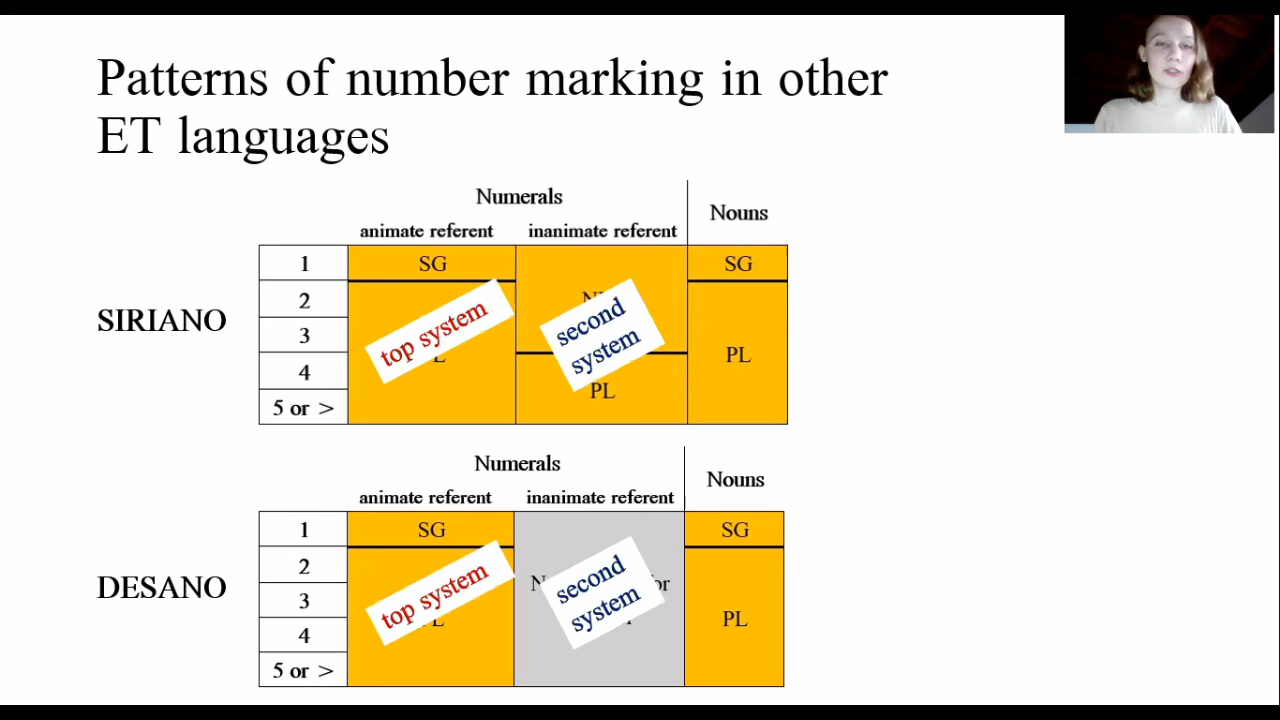 Patterns of number marking in other
ET languages
Numerals
Nouns
animate referent
inanimate referent
SIRIANO
1
SG
SG
2
top system
second
system
3
PL
4
PL
5 or >
Numerals
Nouns
animate referent
inanimate referent
DESANO
1
SG
SG
2
top system
second
system
3
4
PL
5 or >